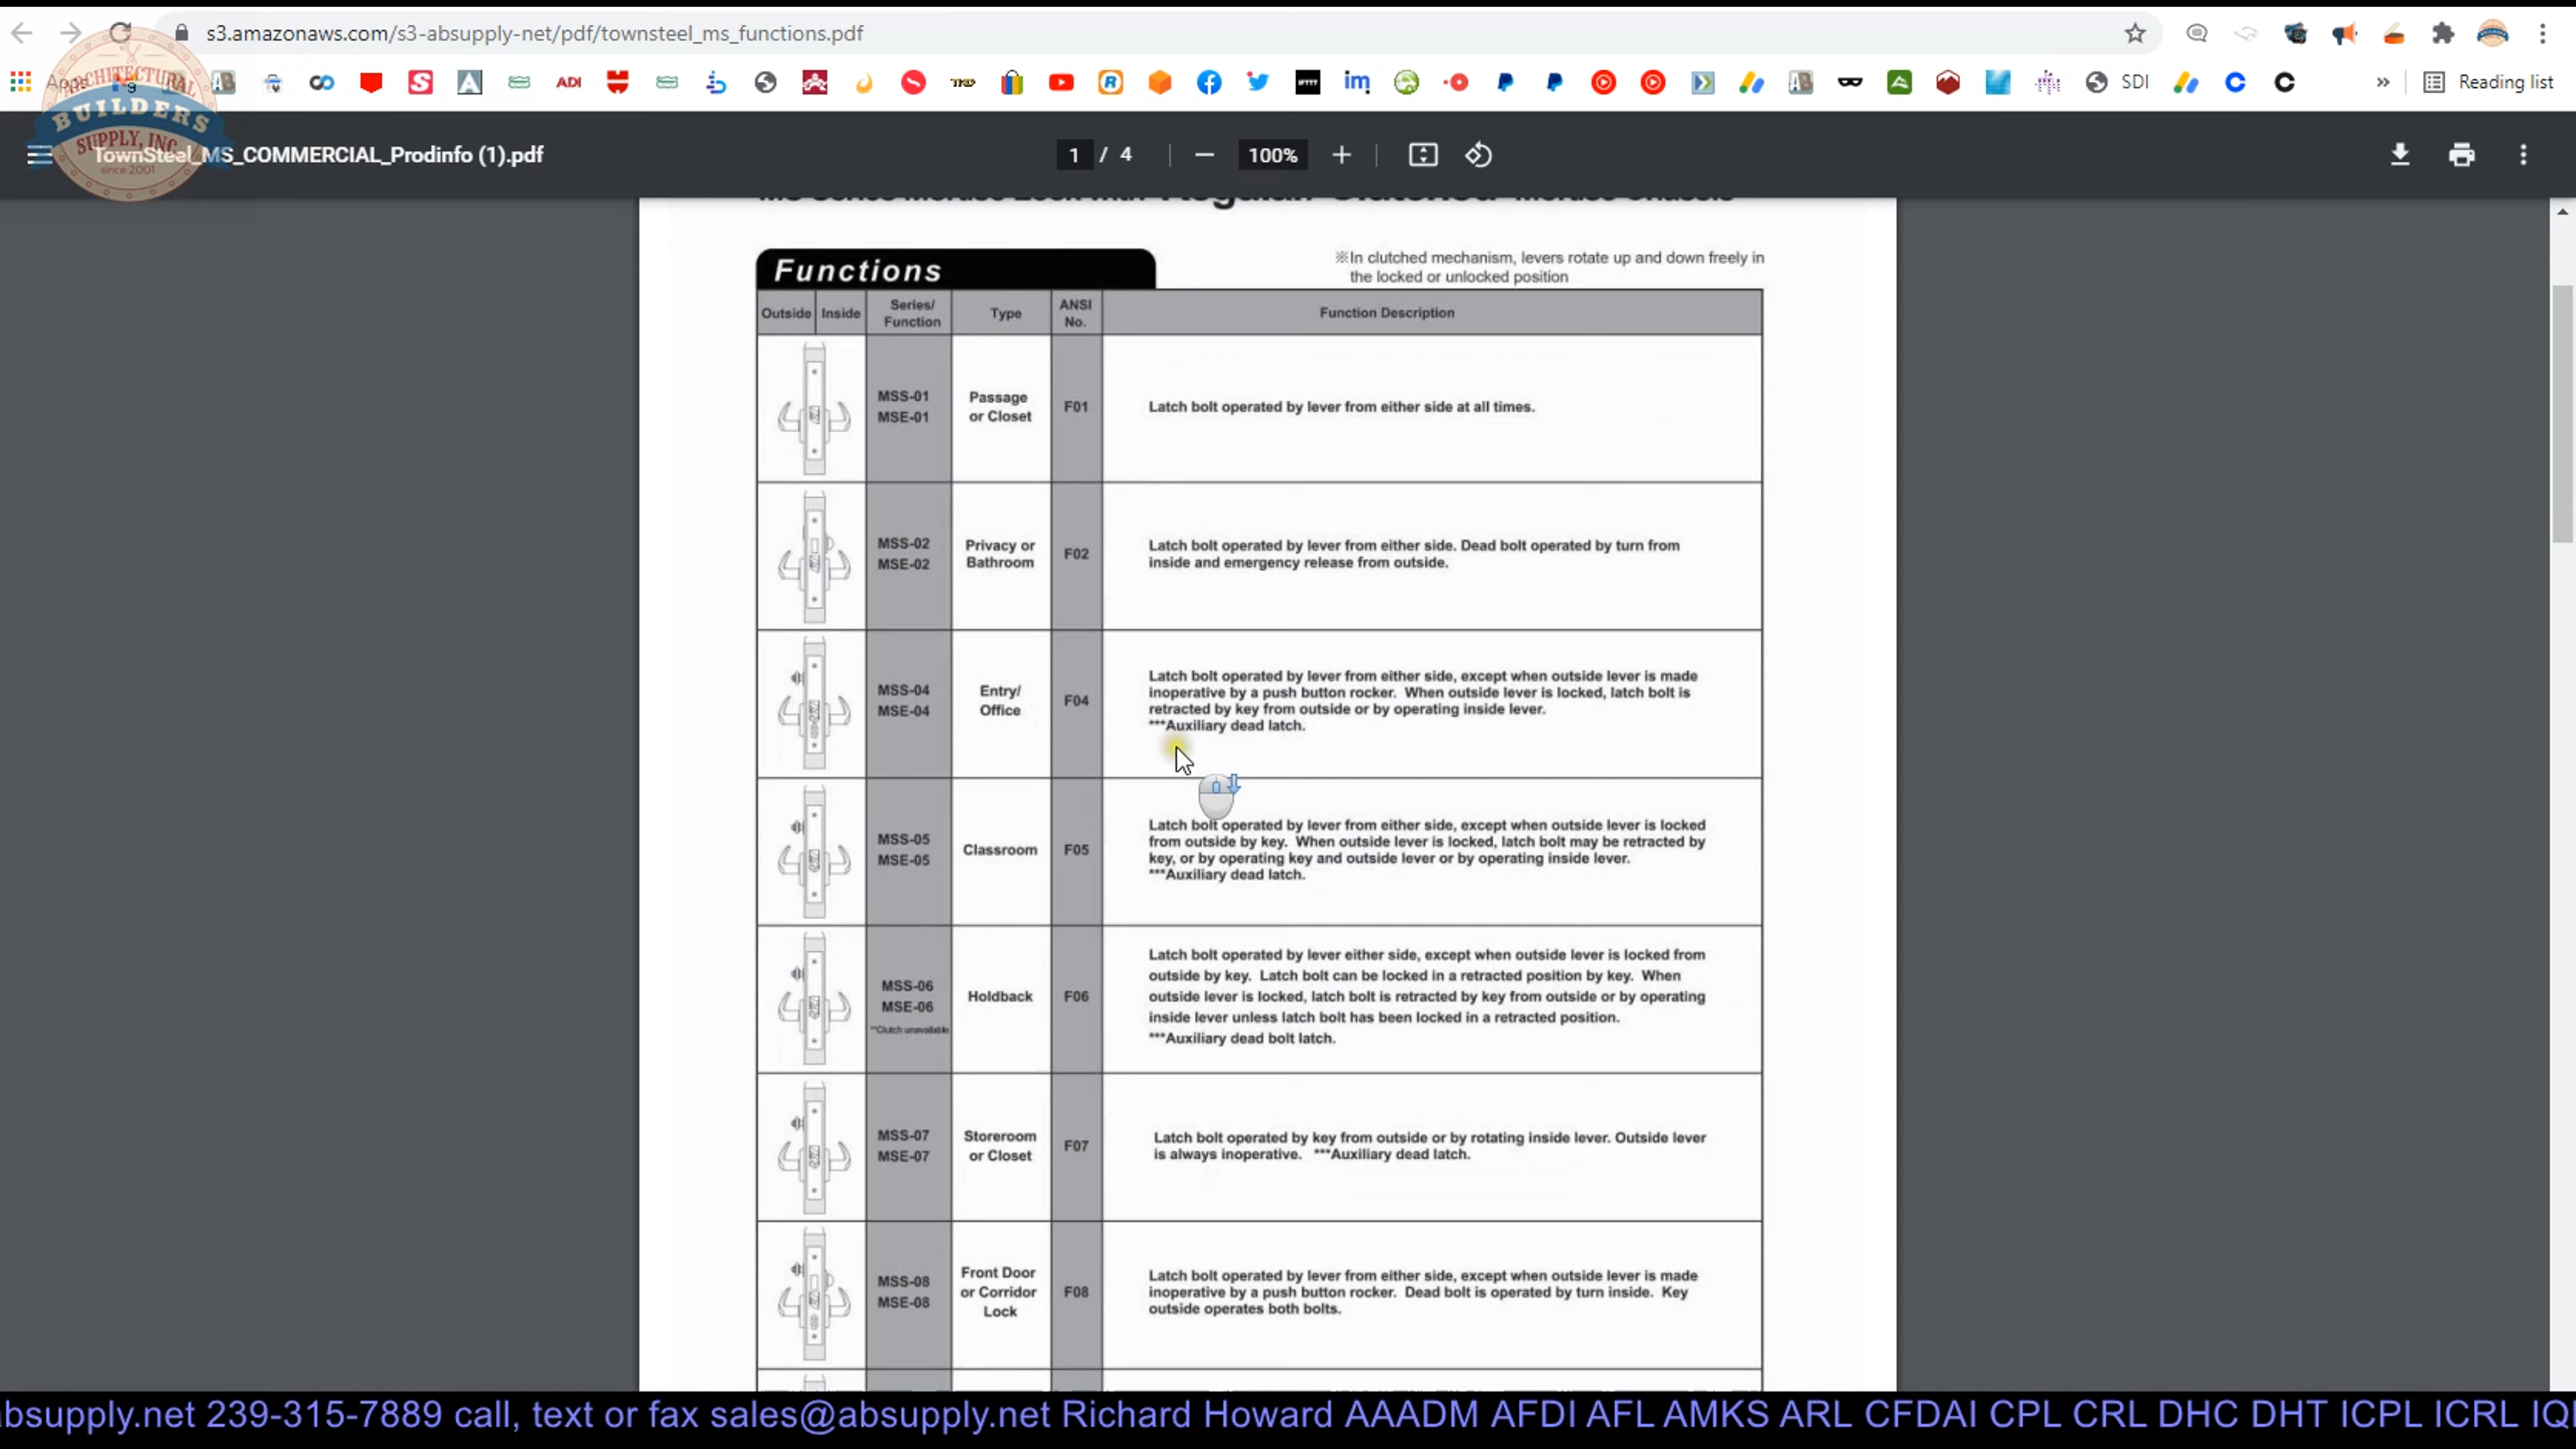 s3.amazonaws.com/s3-absupply-net/pdf/townsteel_ms_functions.pdf
Apps
SDI
Reading list
ARCHITECTURAL
BUILDERS
SUPPLY, INC.
since 2001
TownSteel_MS_COMMERCIAL_Prodinfo (1).pdf
1 / 4
100%
MS Series Mortise Lock with Regular/Clutched Mortise Chassis
Functions
※In clutched mechanism, levers rotate up and down freely in
the locked or unlocked position
Outside Inside Series/ Function Type ANSI No. Function Description
MSS-01
MSE-01
Passage
or Closet
F01
Latch bolt operated by lever from either side at all times.
MSS-02
MSE-02
Privacy or
Bathroom
F02
Latch bolt operated by lever from either side. Dead bolt operated by turn from
inside and emergency release from outside.
MSS-04
MSE-04
Entry/
Office
F04
Latch bolt operated by lever from either side, except when outside lever is made
inoperative by a push button rocker. When outside lever is locked, latch bolt is
retracted by key from outside or by operating inside lever.
***Auxiliary dead latch.
MSS-05
MSE-05
Classroom
F05
Latch bolt operated by lever from either side, except when outside lever is locked
from outside by key. When outside lever is locked, latch bolt may be retracted by
key, or by operating key and outside lever or by operating inside lever.
***Auxiliary dead latch.
MSS-06
MSE-06
**Clutch unavailable
Holdback
F06
Latch bolt operated by lever either side, except when outside lever is locked from
outside by key. Latch bolt can be locked in a retracted position by key. When
outside lever is locked, latch bolt is retracted by key from outside or by operating
inside lever unless latch bolt has been locked in a retracted position.
***Auxiliary dead bolt latch.
MSS-07
MSE-07
Storeroom
or Closet
F07
Latch bolt operated by key from outside or by rotating inside lever. Outside lever
is always inoperative. ***Auxiliary dead latch.
MSS-08
MSE-08
Front Door
or Corridor
Lock
F08
Latch bolt operated by lever from either side, except when outside lever is made
inoperative by a push button rocker. Dead bolt is operated by turn inside. Key
outside operates both bolts.
absupply.net 239-315-7889 call, text or fax sales@absupply.net Richard Howard AAADM AFDI AFL AMKS ARL CFDAI CPL CRL DHC DHT ICPL ICRL